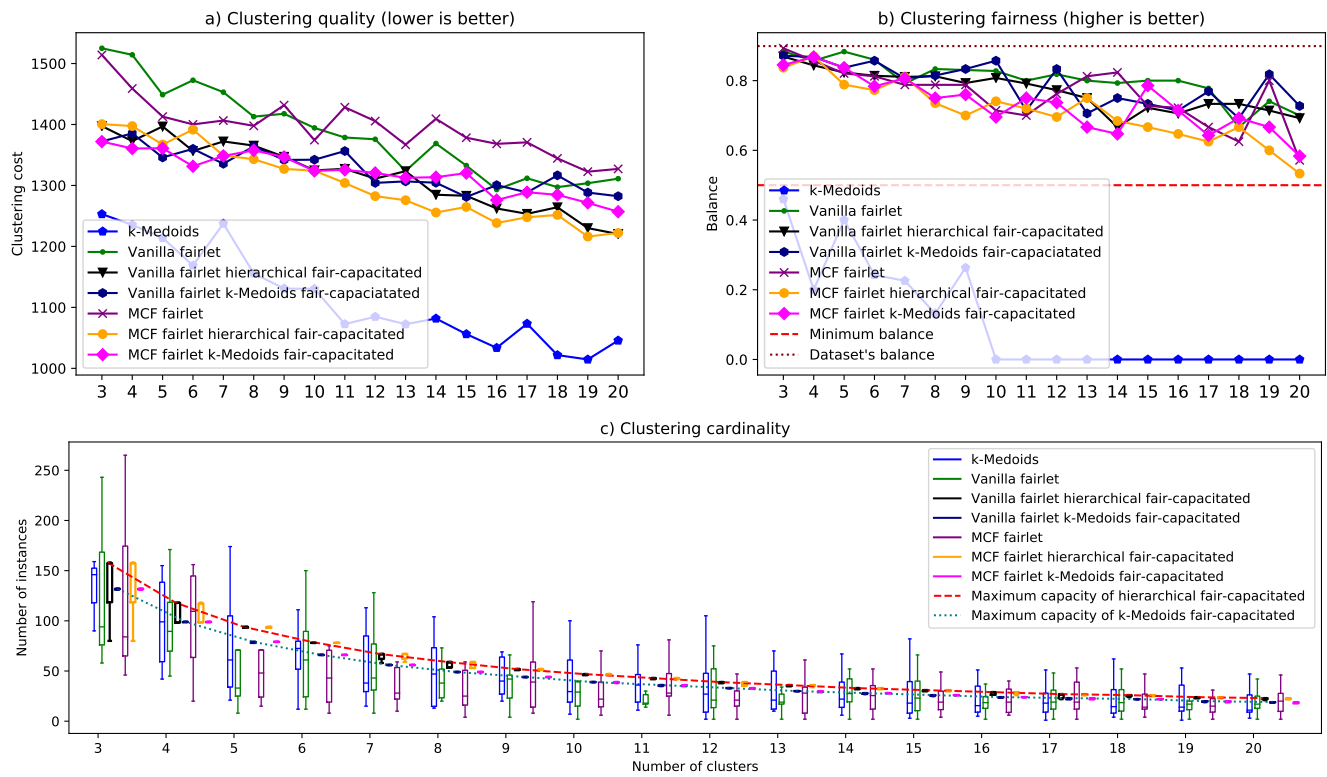 a) Clustering quality (lower is better)
Clustering cost
1500
1400
1300
1200
1100
1000
k-Medoids
Vanilla fairlet
Vanilla fairlet hierarchical fair-capacitated
Vanilla fairlet k-Medoids fair-capaciatated
MCF fairlet
MCF fairlet hierarchical fair-capacitated
MCF fairlet k-Medoids fair-capacitated
3 4 5 6 7 8 9 10 11 12 13 14 15 16 17 18 19 20
b) Clustering fairness (higher is better)
Balance
0.8
0.6
0.4
0.2
0.0
k-Medoids
Vanilla fairlet
Vanilla fairlet hierarchical fair-capacitated
Vanilla fairlet k-Medoids fair-capaciatated
MCF fairlet
MCF fairlet hierarchical fair-capacitated
MCF fairlet k-Medoids fair-capacitated
Minimum balance
Dataset's balance
3 4 5 6 7 8 9 10 11 12 13 14 15 16 17 18 19 20
c) Clustering cardinality
Number of instances
250
200
150
100
50
0
k-Medoids
Vanilla fairlet
Vanilla fairlet hierarchical fair-capacitated
Vanilla fairlet k-Medoids fair-capacitated
MCF fairlet
MCF fairlet hierarchical fair-capacitated
MCF fairlet k-Medoids fair-capacitated
Maximum capacity of hierarchical fair-capacitated
Maximum capacity of k-Medoids fair-capacitated
3 4 5 6 7 8 9 10 11 12 13 14 15 16 17 18 19 20
Number of clusters